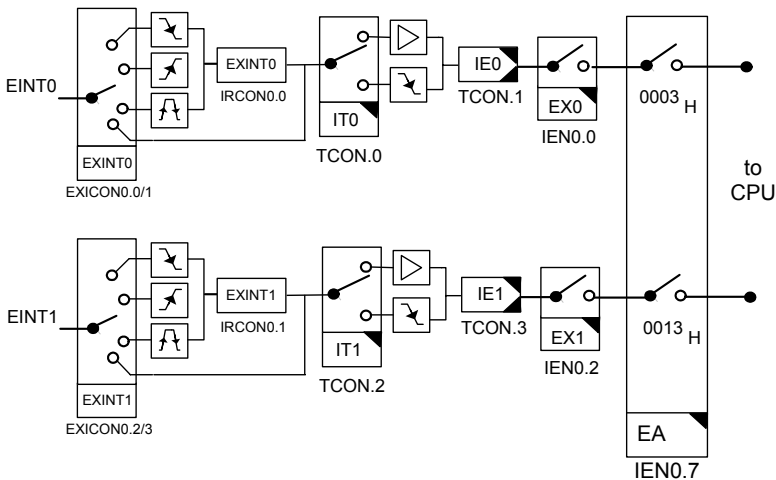 EINT0
EXINT0
EXICON0.0/1
EXINT0
IRCON0.0
IT0
TCON.0
IE0
TCON.1
EX0
IEN0.0
0003 H
to
CPU
EINT1
EXINT1
EXICON0.2/3
EXINT1
IRCON0.1
IT1
TCON.2
IE1
TCON.3
EX1
IEN0.2
0013 H
EA
IEN0.7